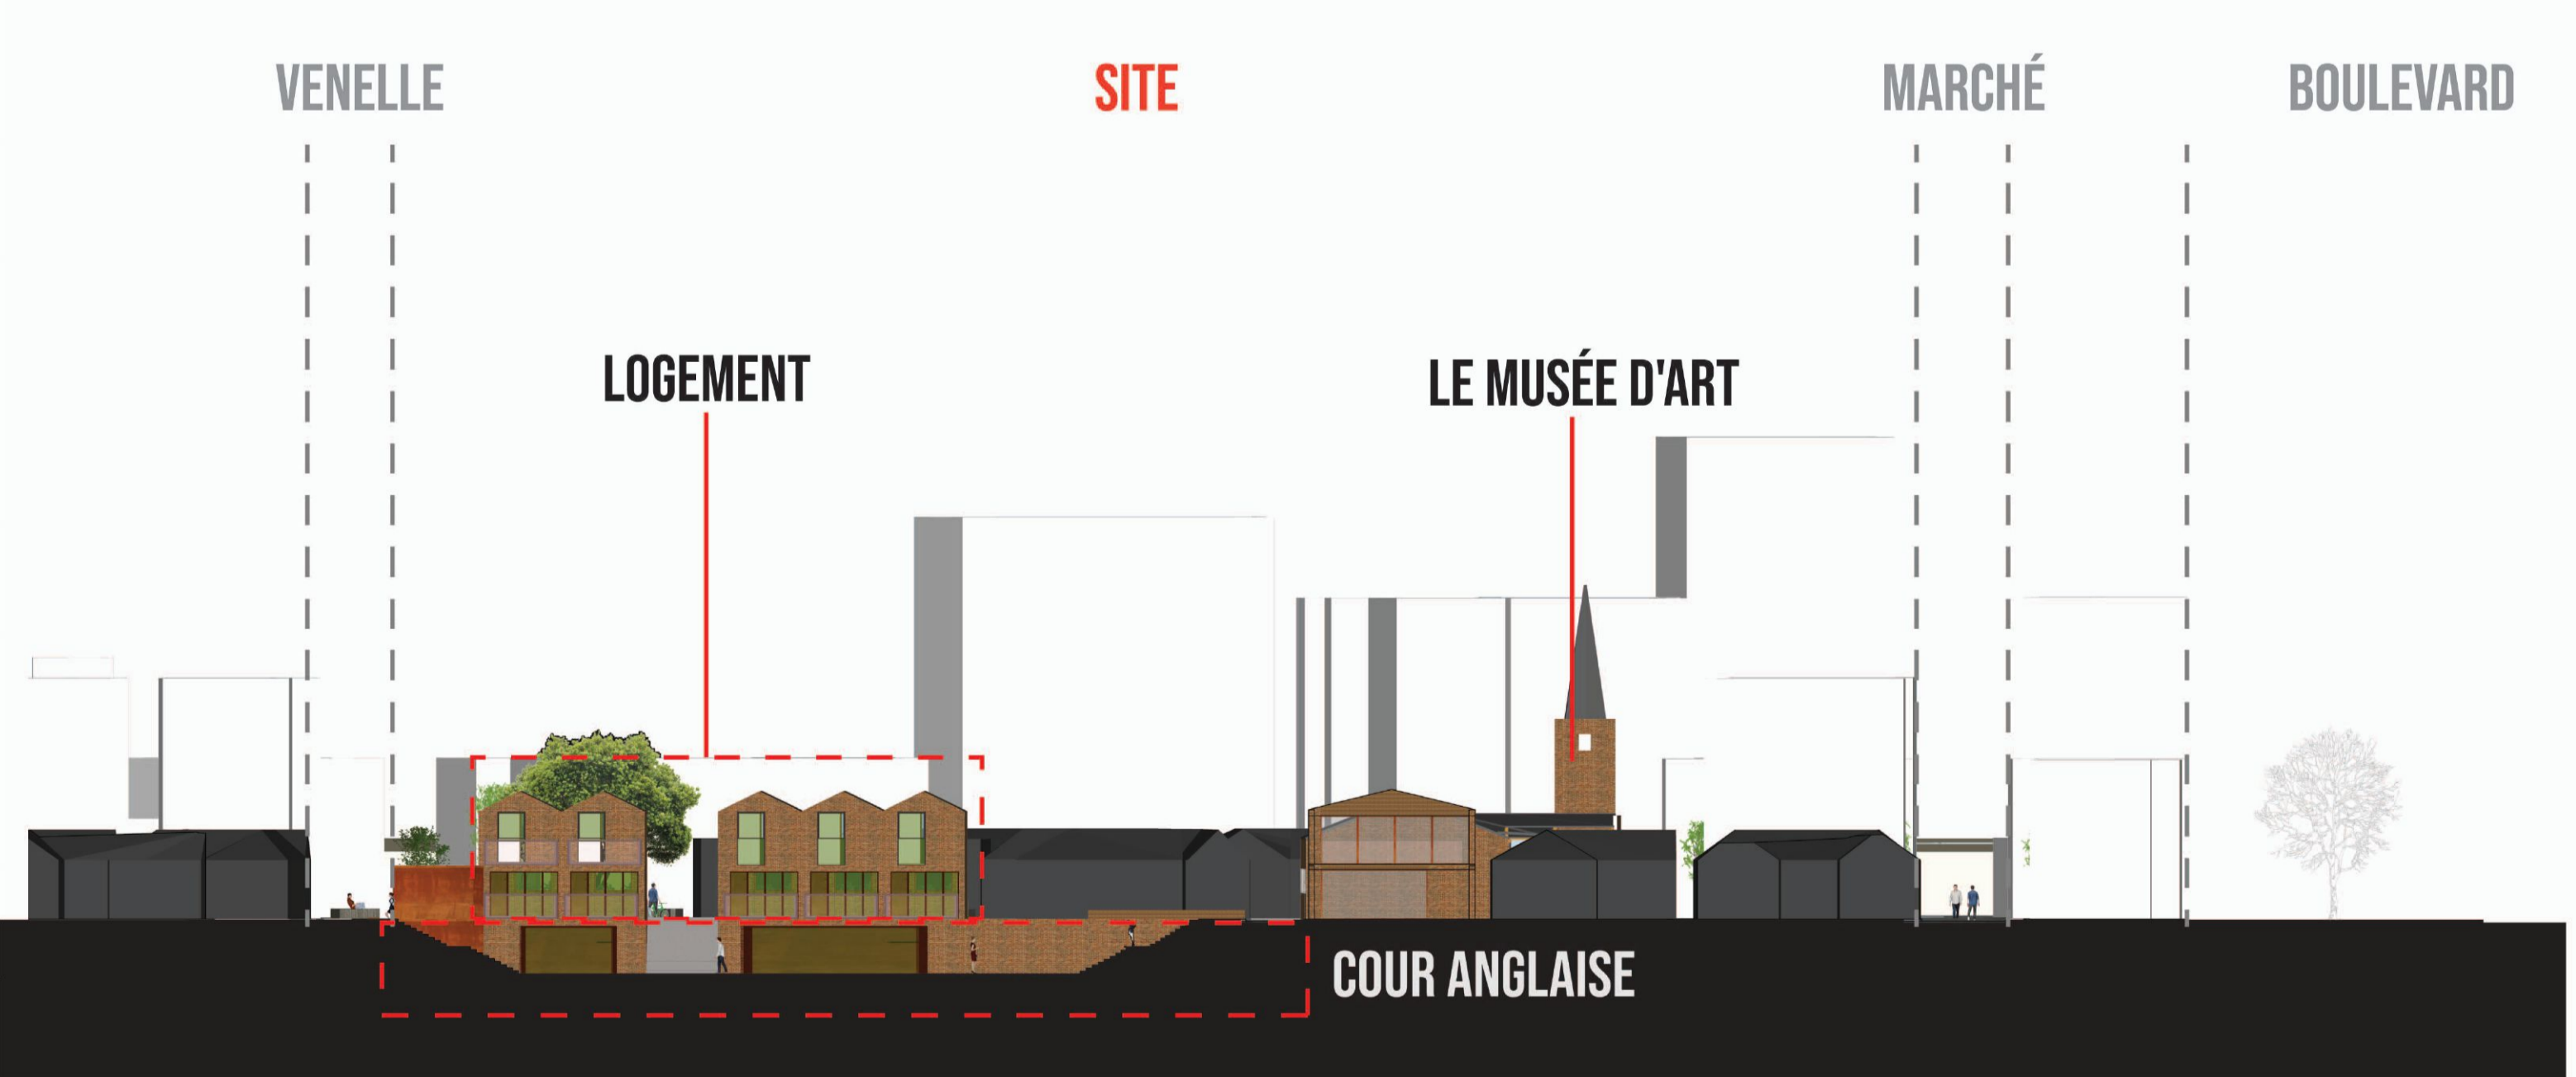 VENELLE
SITE
MARCHÉ
BOULEVARD
LOGEMENT
LE MUSÉE D'ART
COUR ANGLAISE